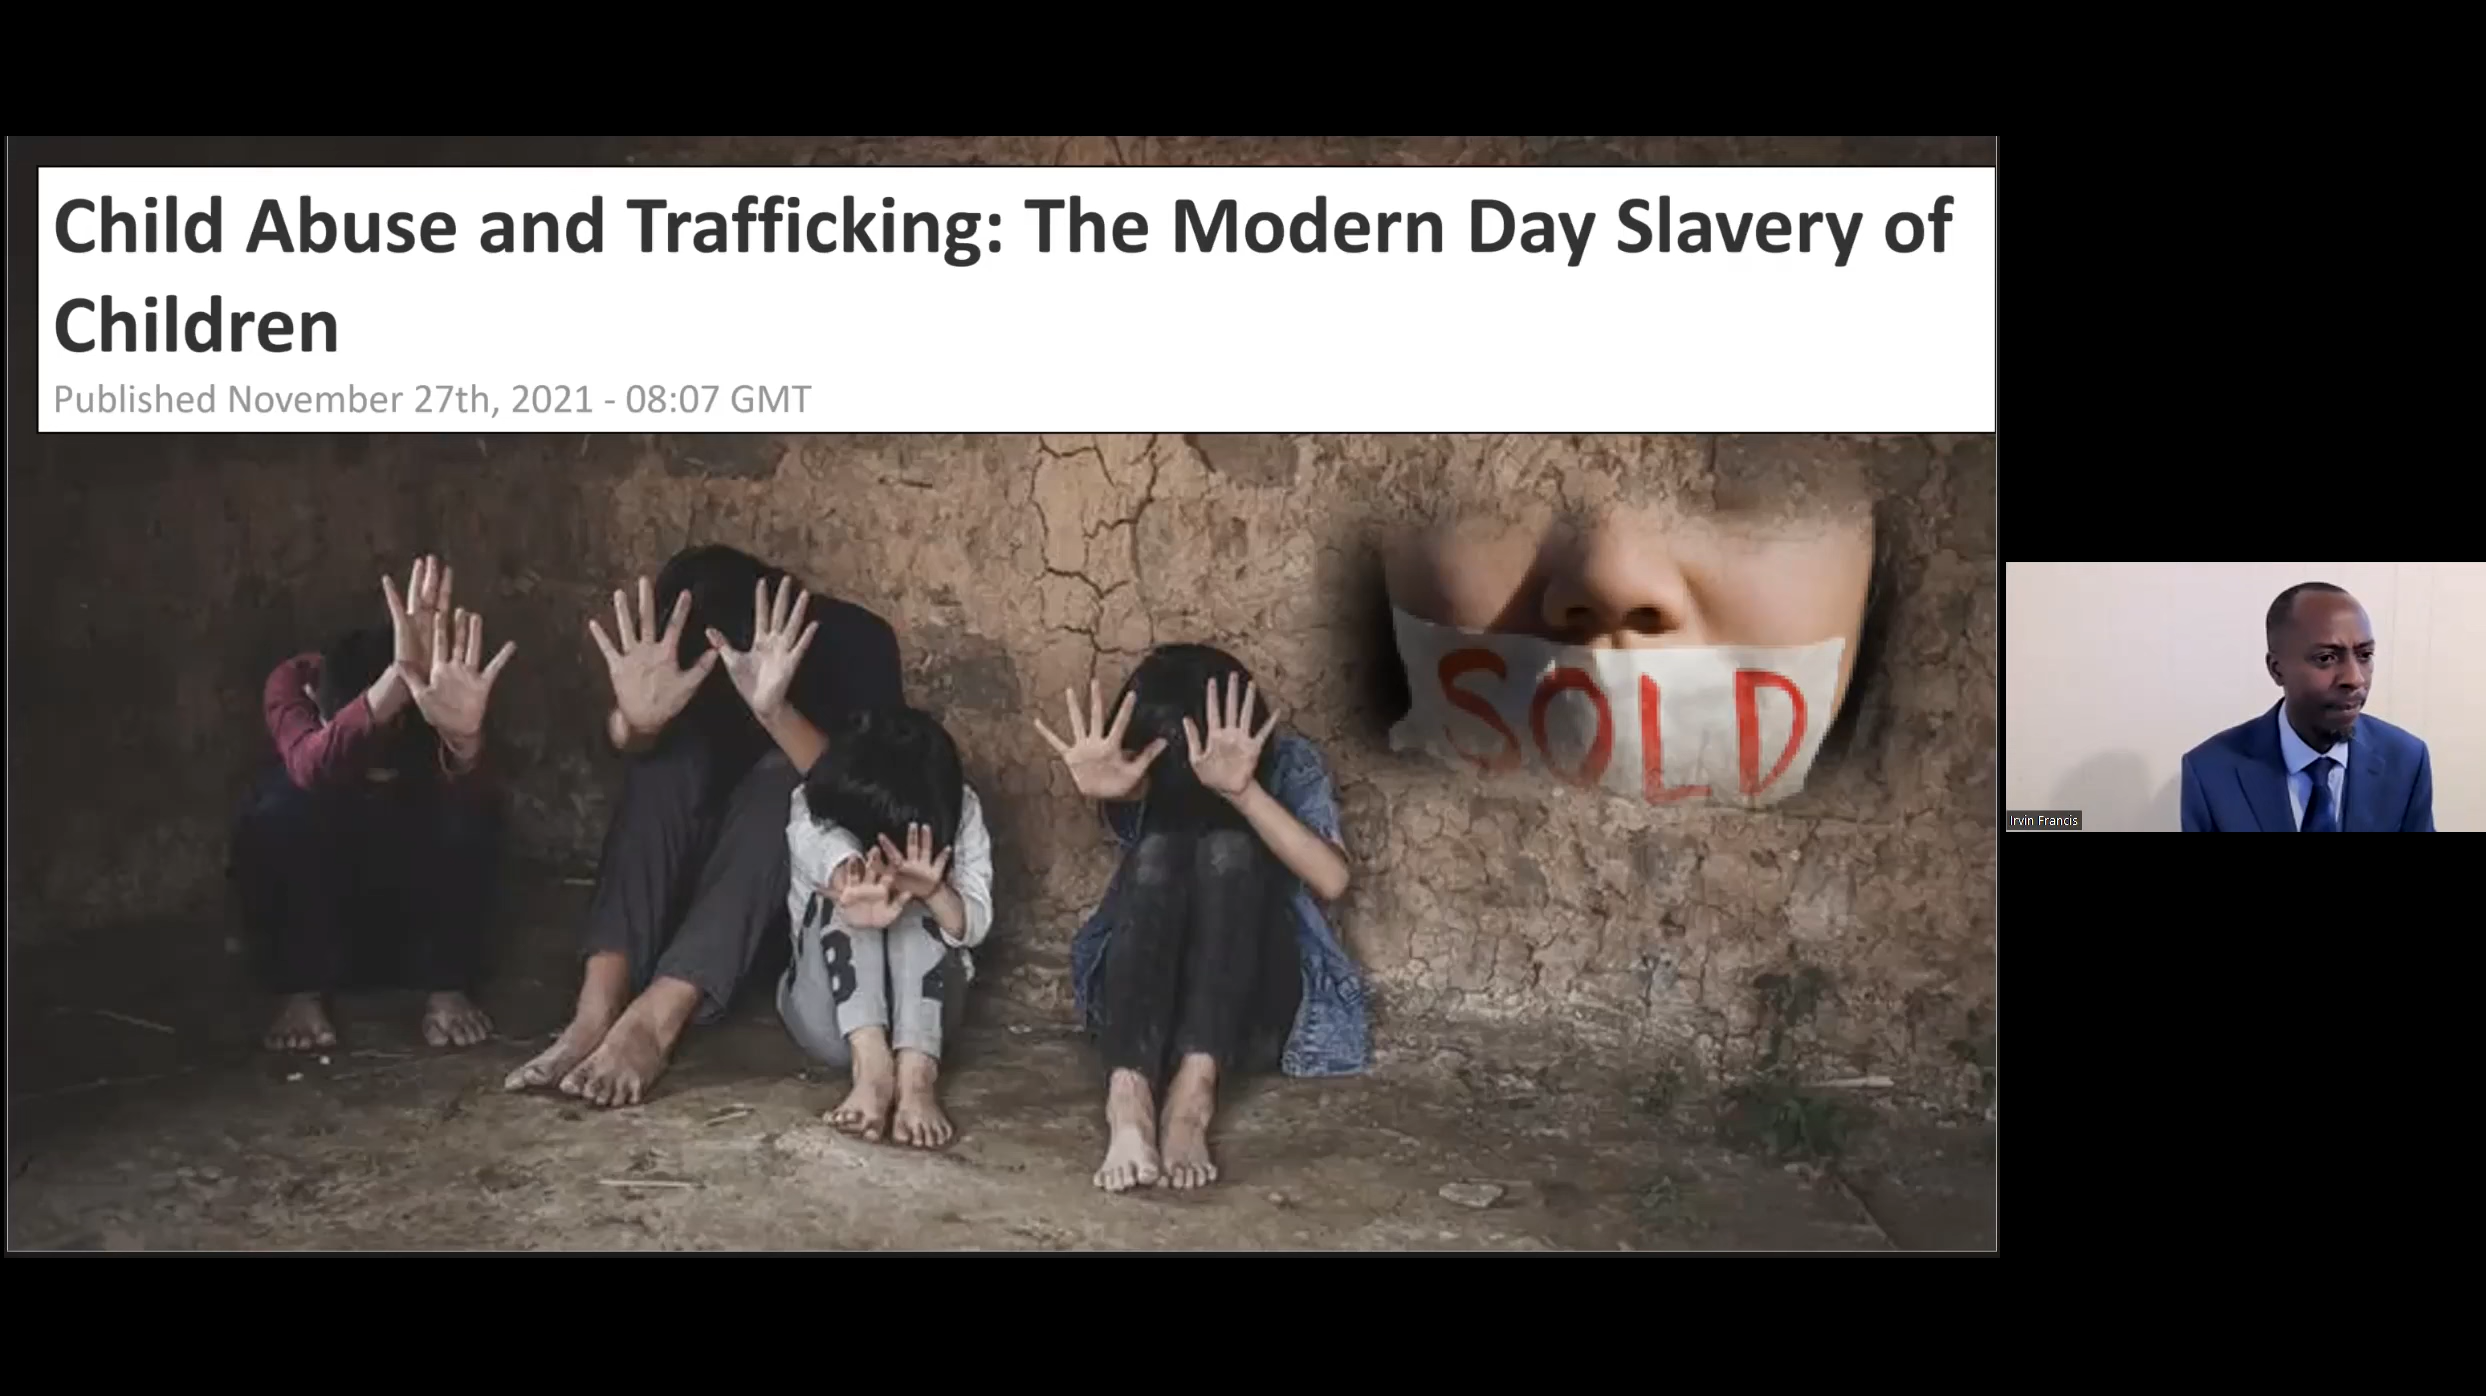 Child Abuse and Trafficking: The Modern Day Slavery of
Children
Published November 27th, 2021 - 08:07 GMT
SOLD
Irvin Francis